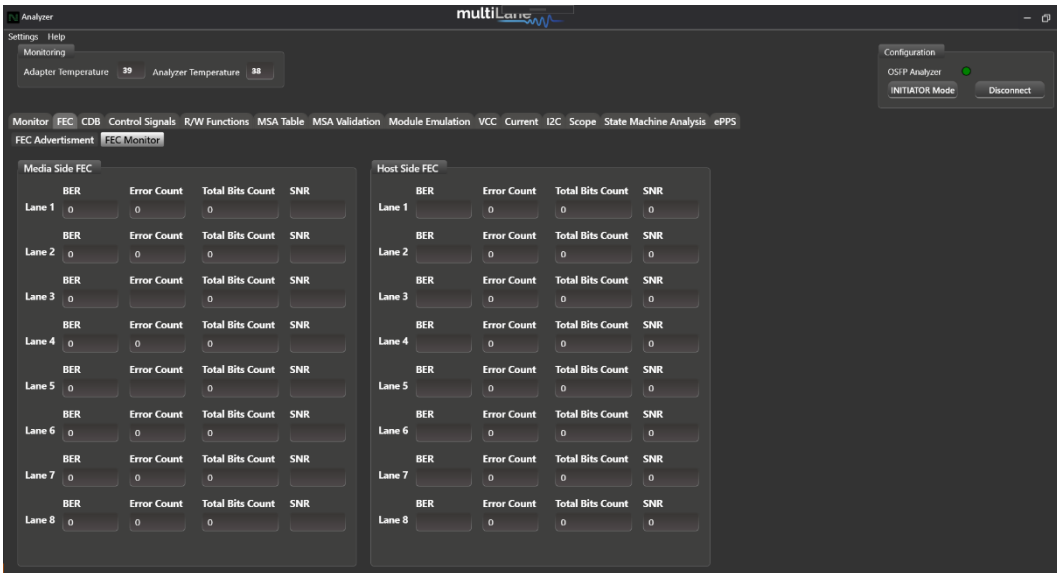 Analyzer
multiLane
Settings Help
Monitoring
Adapter Temperature 39 Analyzer Temperature 38
Configuration
OSFP Analyzer
INITIATOR Mode Disconnect
Monitor FEC CDB Control Signals R/W Functions MSA Table MSA Validation Module Emulation VCC Current I2C Scope State Machine Analysis ePPS
FEC Advertisment FEC Monitor
Media Side FEC
BER Error Count Total Bits Count SNR
Lane 1 0 0 0
BER Error Count Total Bits Count SNR
Lane 2 0 0 0
BER Error Count Total Bits Count SNR
Lane 3 0 0
BER Error Count Total Bits Count SNR
Lane 4 0 0 0
BER Error Count Total Bits Count SNR
Lane 5 0 0
BER Error Count Total Bits Count SNR
Lane 6 0 0 0
BER Error Count Total Bits Count SNR
Lane 7 0 0 0
BER Error Count Total Bits Count SNR
Lane 8 0 0 0
Host Side FEC
BER Error Count Total Bits Count SNR
Lane 1 0 0 0
BER Error Count Total Bits Count SNR
Lane 2 0 0 0
BER Error Count Total Bits Count SNR
Lane 3 0 0 0
BER Error Count Total Bits Count SNR
Lane 4 0 0 0
BER Error Count Total Bits Count SNR
Lane 5 0 0 0
BER Error Count Total Bits Count SNR
Lane 6 0 0 0
BER Error Count Total Bits Count SNR
Lane 7 0 0 0
BER Error Count Total Bits Count SNR
Lane 8 0 0 0